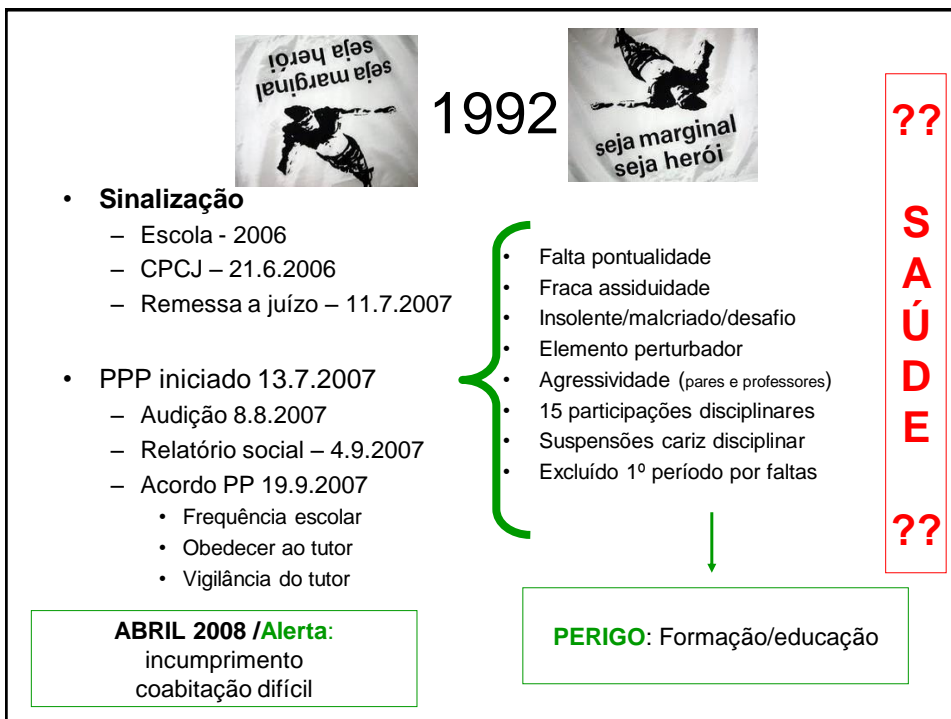 seja marginal
seja herói
1992
seja marginal
seja herói
• Sinalização
– Escola - 2006
– CPCJ – 21.6.2006
– Remessa a juízo – 11.7.2007
• PPP iniciado 13.7.2007
– Audição 8.8.2007
– Relatório social – 4.9.2007
– Acordo PP 19.9.2007
• Frequência escolar
• Obedecer ao tutor
• Vigilância do tutor
ABRIL 2008 /Alerta:
incumprimento
coabitação difícil
• Falta pontualidade
• Fraca assiduidade
• Insolente/malcriado/desafio
• Elemento perturbador
• Agressividade (pares e professores)
• 15 participações disciplinares
• Suspensões cariz disciplinar
• Excluído 1º período por faltas
PERIGO: Formação/educação
??
S
A
Ú
D
E
??